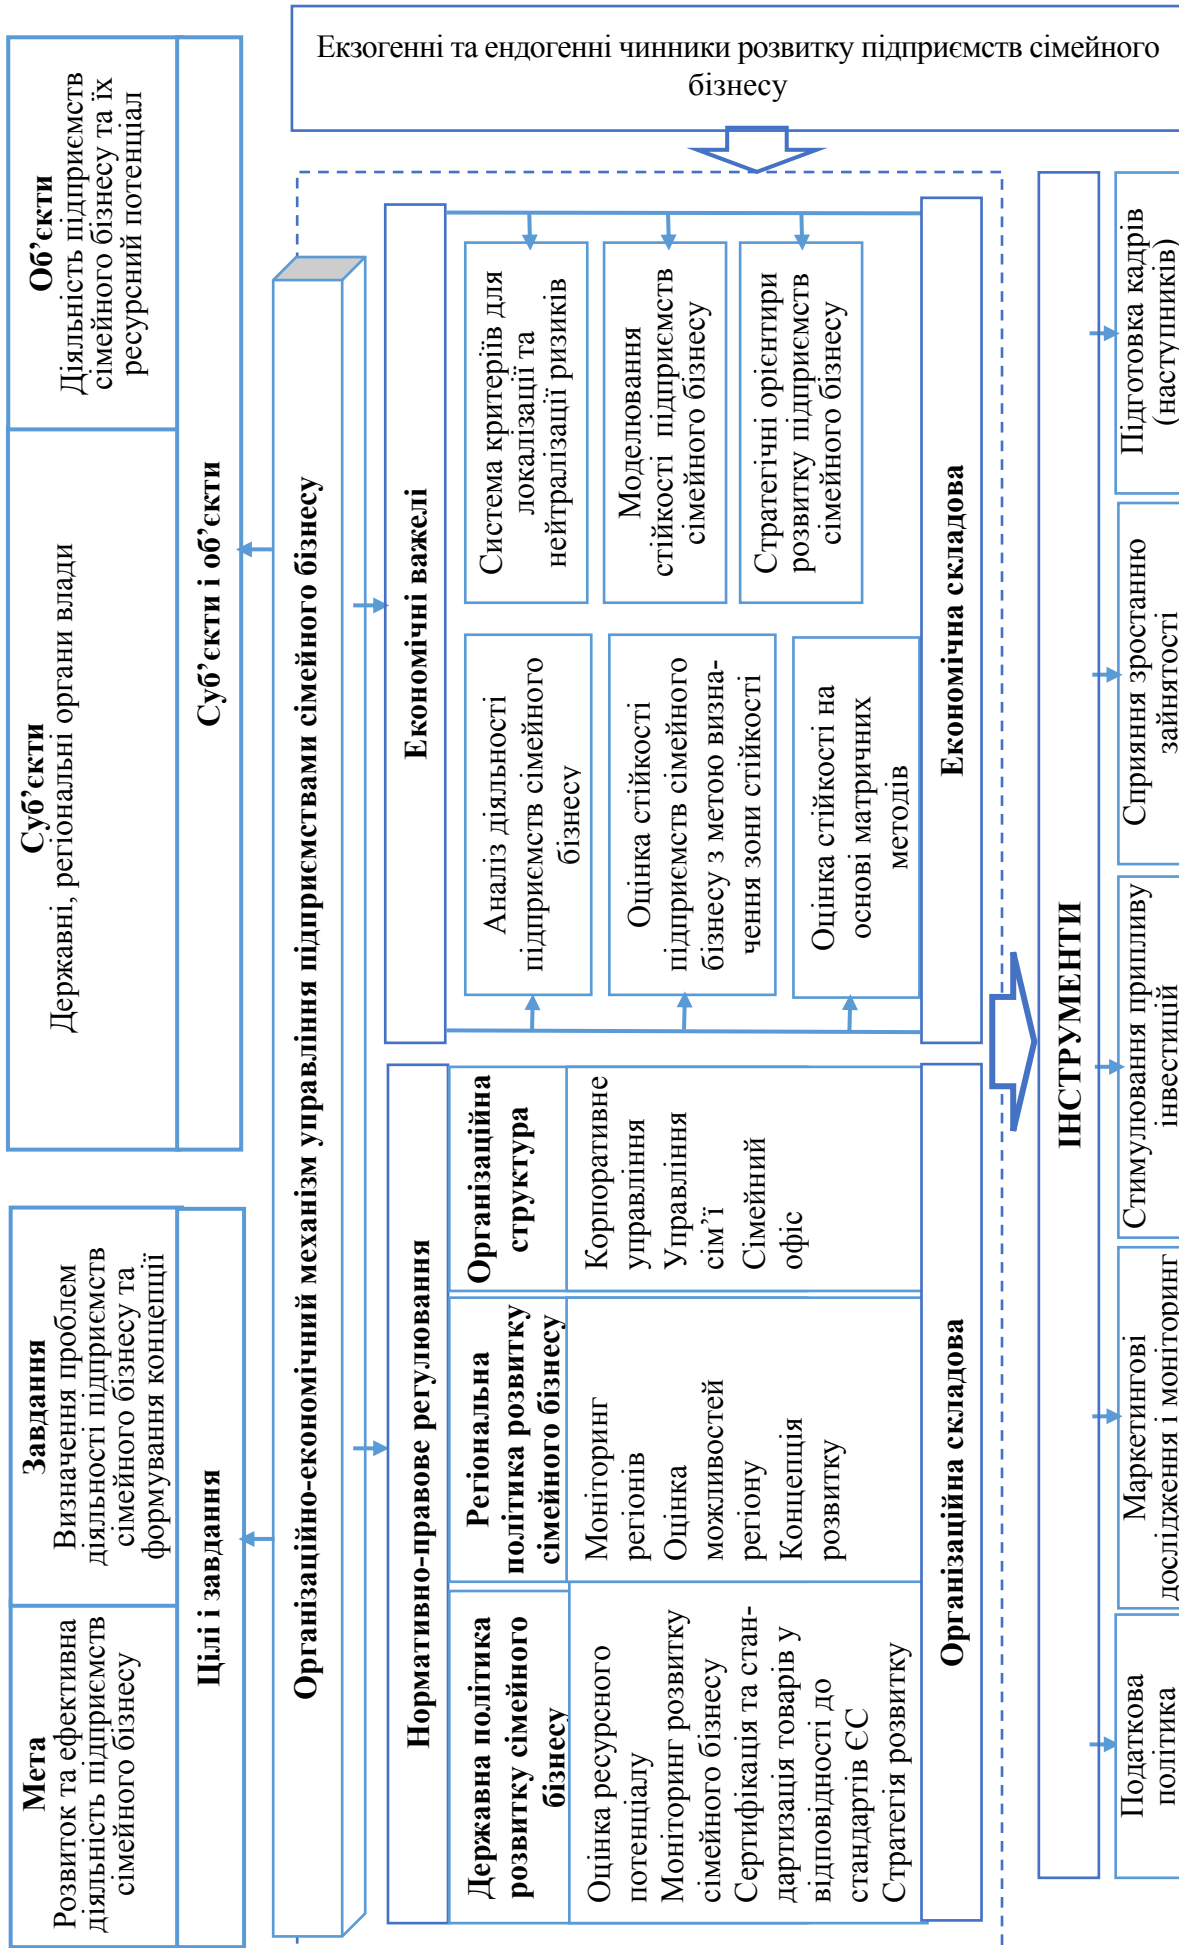 Екзогенні та ендогенні чинники розвитку підприємств сімейного
бізнесу
Мета
Розвиток та ефективна
діяльність підприємств
сімейного бізнесу
Завдання
Визначення проблем
діяльності підприємств
сімейного бізнесу та
формування концепції
Цілі і завдання
Суб’єкти
Державні, регіональні органи влади
Об’єкти
Діяльність підприємств
сімейного бізнесу та їх
ресурсний потенціал
Суб’єкти і об’єкти
Організаційно-економічний механізм управління підприємствами сімейного бізнесу
Нормативно-правове регулювання
Державна політика
розвитку сімейного
бізнесу
Оцінка ресурсного
потенціалу
Моніторинг розвитку
сімейного бізнесу
Сертифікація та стан-
дартизація товарів у
відповідності до
стандартів ЄС
Стратегія розвитку
Регіональна
політика розвитку
сімейного бізнесу
Моніторинг
регіонів
Оцінка
можливостей
регіону
Концепція
розвитку
Організаційна
структура
Корпоративне
управління
Управління
сім’ї
Сімейний
офіс
Організаційна складова
Економічні важелі
Аналіз діяльності
підприємств сімейного
бізнесу
Оцінка стійкості
підприємств сімейного
бізнесу з метою визна-
чення зони стійкості
Оцінка стійкості на
основі матричних
методів
Система критеріїв для
локалізації та
нейтралізації ризиків
Моделювання
стійкості підприємств
сімейного бізнесу
Стратегічні орієнтири
розвитку підприємств
сімейного бізнесу
Економічна складова
ІНСТРУМЕНТИ
Податкова
політика
Маркетингові
дослідження і моніторинг
Стимулювання припливу
інвестицій
Сприяння зростанню
зайнятості
Підготовка кадрів
(наступників)